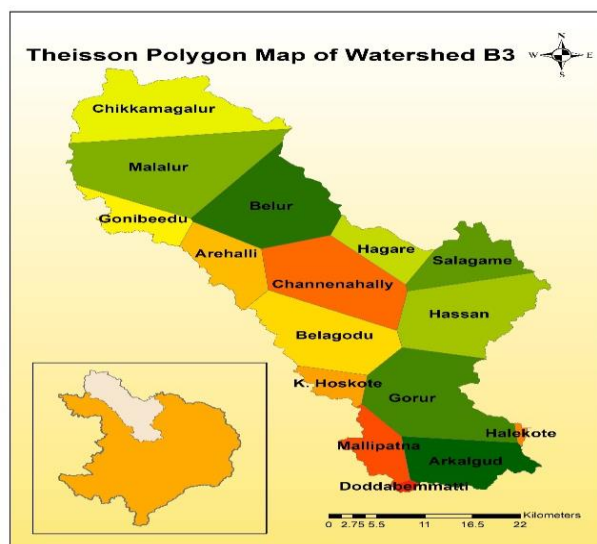 Theisson Polygon Map of Watershed B3
N
W E
S
Chikkamagalur
Malalur
Gonibeedu
Belur
Arehalli
Hagare
Salagame
Channenahally
Hassan
Belagodu
K. Hoskote
Gorur
Halekote
Mallipatna
Arkalgud
Doddabemmatti
Kilometers
0 2.75 5.5 11 16.5 22